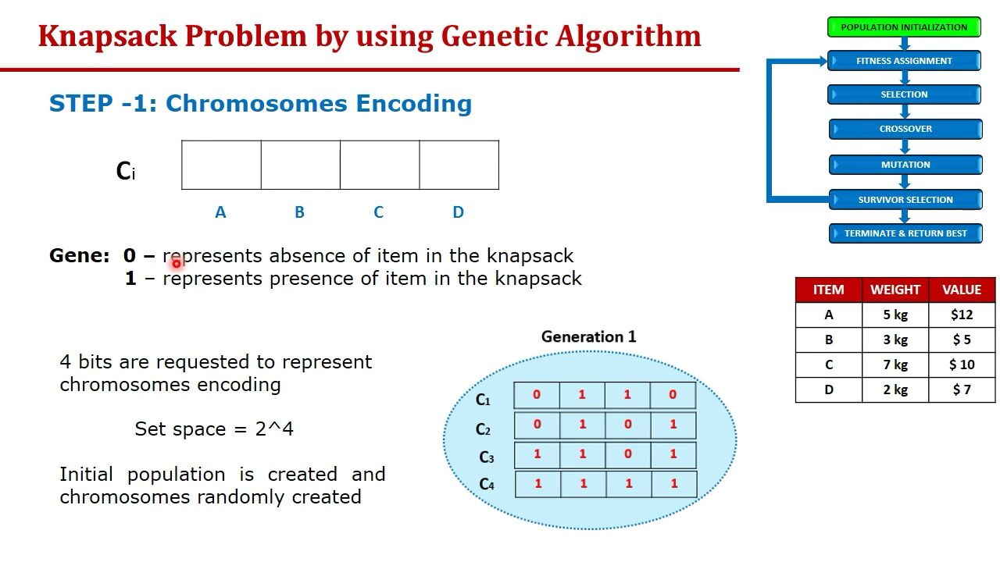 Knapsack Problem by using Genetic Algorithm
STEP -1: Chromosomes Encoding
Ci
A B C D
Gene: 0 – represents absence of item in the knapsack
1 – represents presence of item in the knapsack
4 bits are requested to represent
chromosomes encoding
Set space = 2^4
Initial population is created and
chromosomes randomly created
Generation 1
C1 0 1 1 0
C2 0 1 0 1
C3 1 1 0 1
C4 1 1 1 1
POPULATION INITIALIZATION
FITNESS ASSIGNMENT
SELECTION
CROSSOVER
MUTATION
SURVIVOR SELECTION
TERMINATE & RETURN BEST
ITEM WEIGHT VALUE
A 5 kg $12
B 3 kg $ 5
C 7 kg $ 10
D 2 kg $ 7